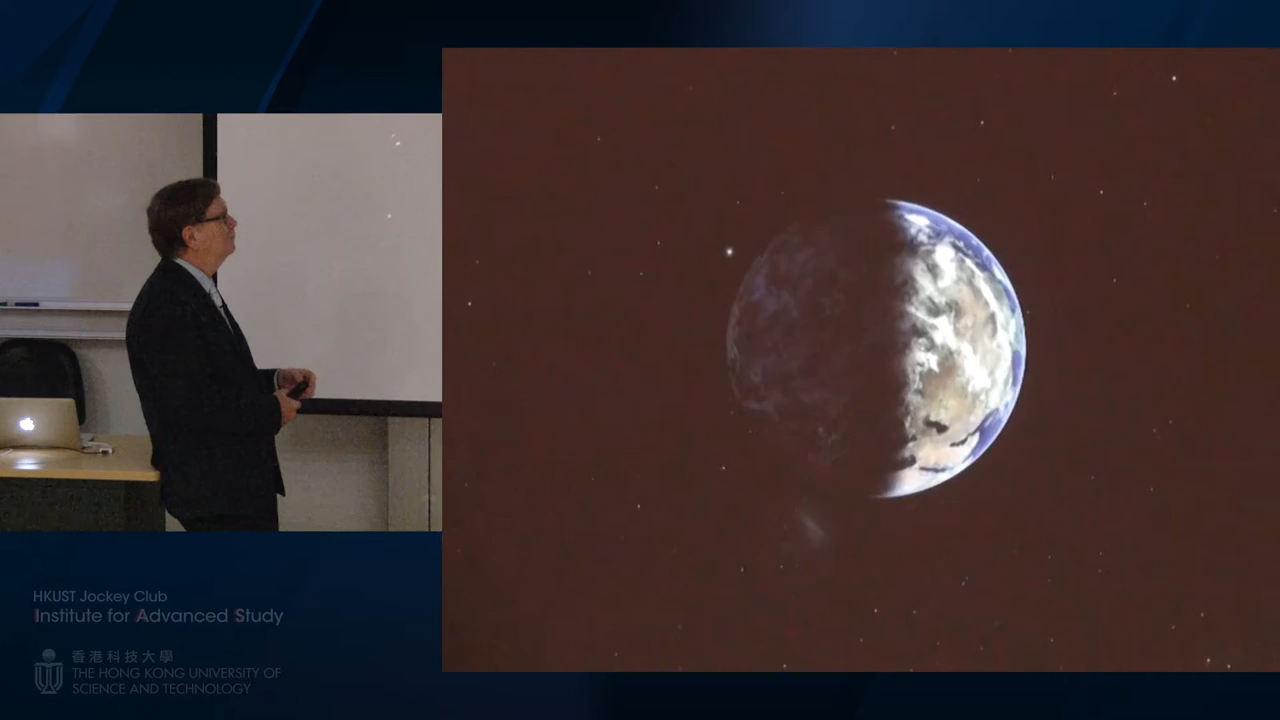 HKUST Jockey Club
Institute for Advanced Study
香港科技大學
THE HONG KONG UNIVERSITY OF
SCIENCE AND TECHNOLOGY